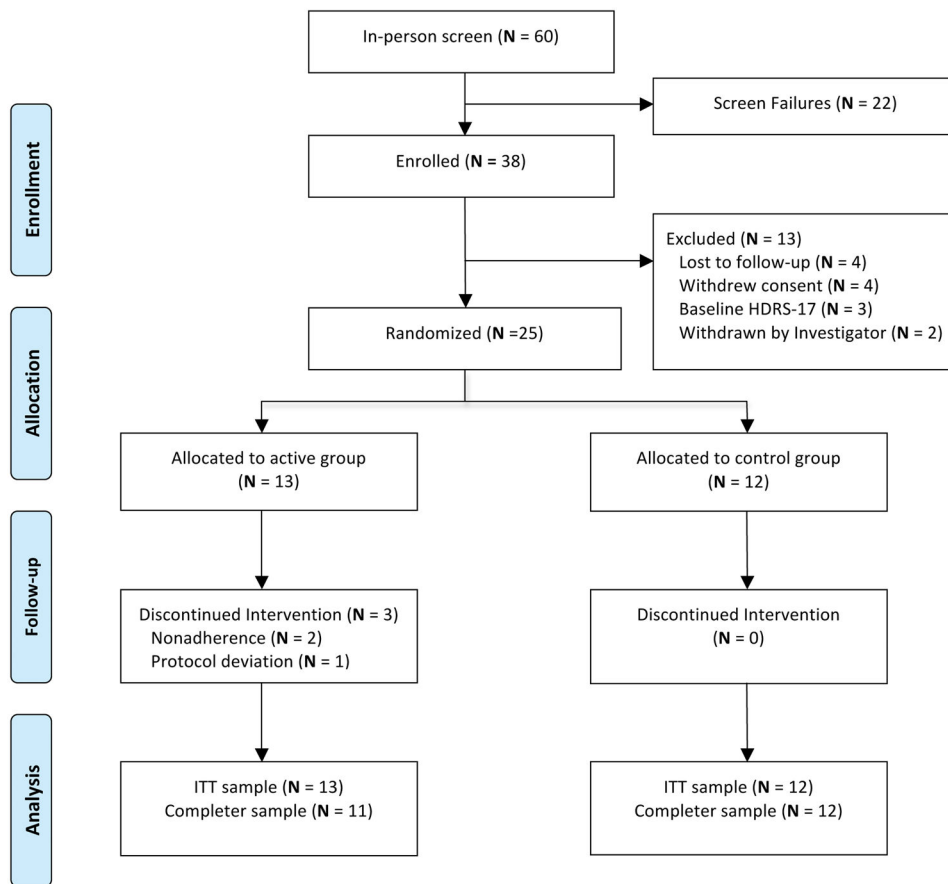 In-person screen (N = 60)
Screen Failures (N = 22)
Enrollment
Enrolled (N = 38)
Excluded (N = 13)
Lost to follow-up (N = 4)
Withdrew consent (N = 4)
Baseline HDRS-17 (N = 3)
Withdrawn by Investigator (N = 2)
Allocation
Randomized (N =25)
Allocated to active group
(N = 13)
Allocated to control group
(N = 12)
Follow-up
Discontinued Intervention (N = 3)
Nonadherence (N = 2)
Protocol deviation (N = 1)
Discontinued Intervention
(N = 0)
Analysis
ITT sample (N = 13)
Completer sample (N = 11)
ITT sample (N = 12)
Completer sample (N = 12)